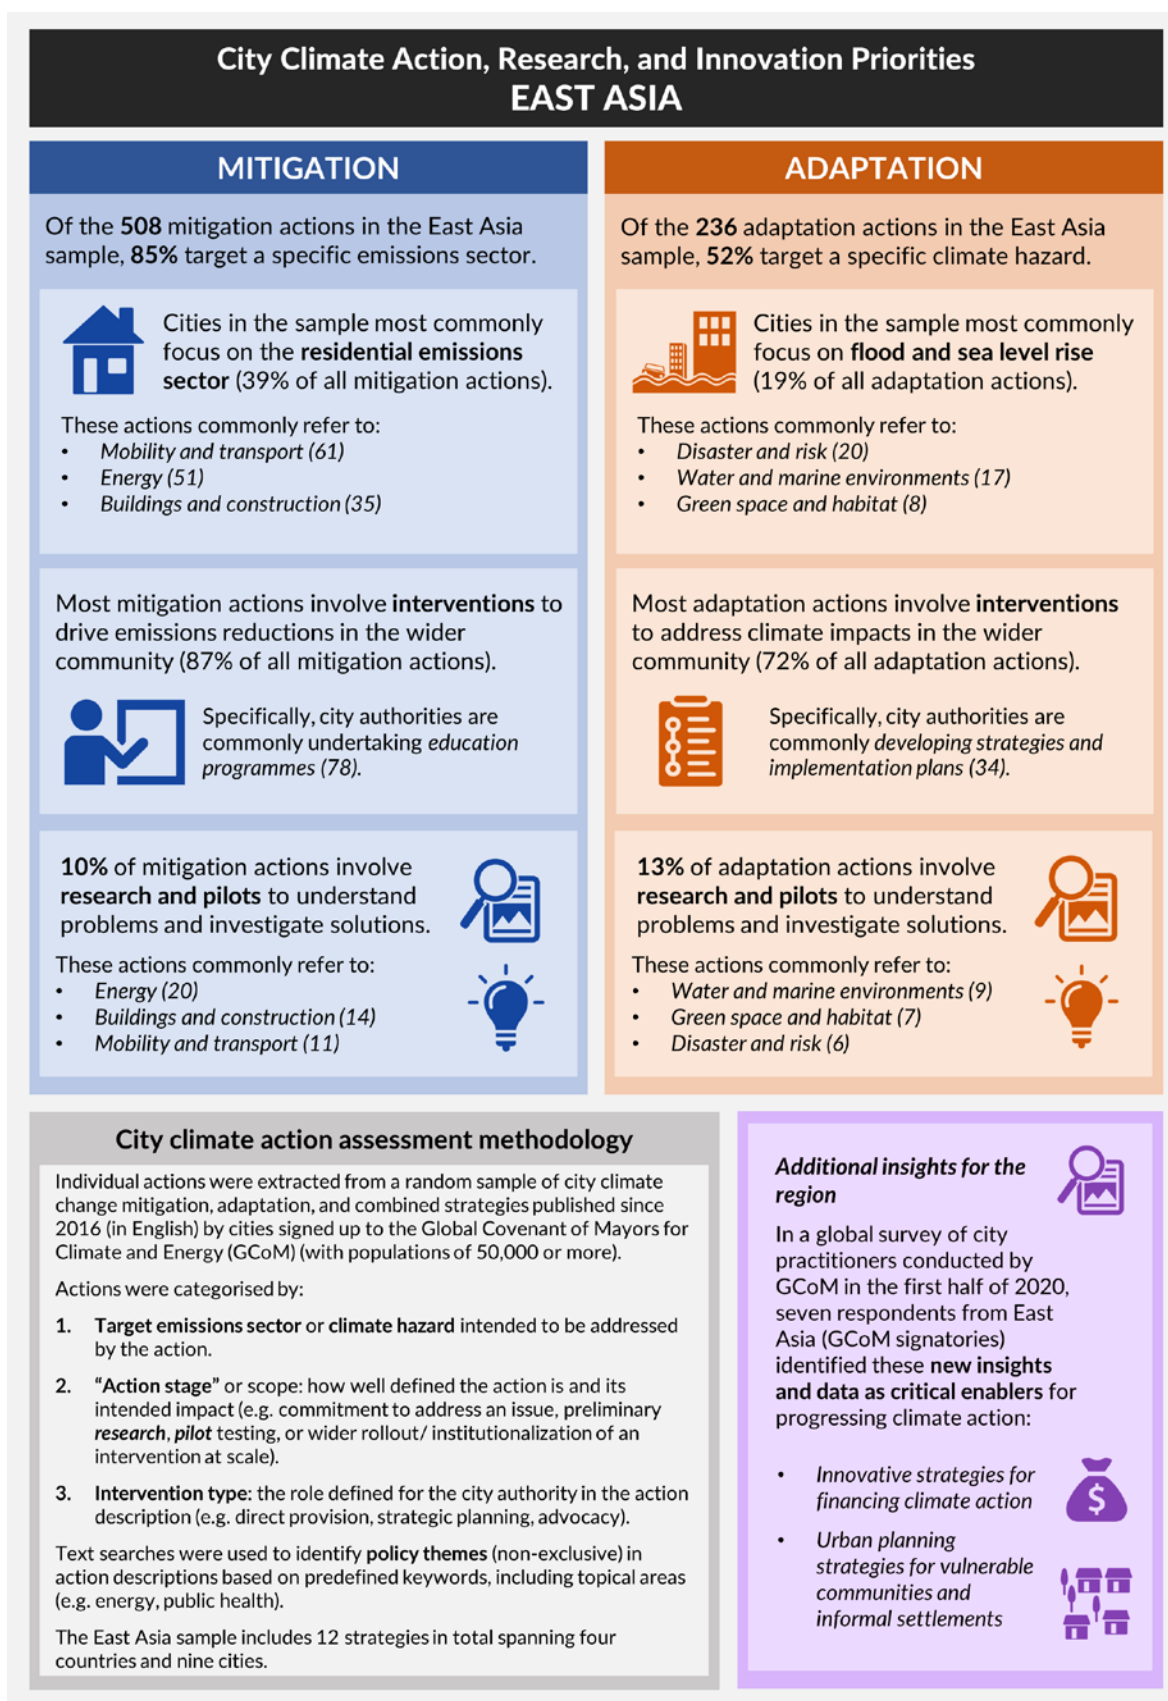 City Climate Action, Research, and Innovation Priorities
EAST ASIA
MITIGATION
Of the 508 mitigation actions in the East Asia
sample, 85% target a specific emissions sector.
Cities in the sample most commonly
focus on the residential emissions
sector (39% of all mitigation actions).
These actions commonly refer to:
• Mobility and transport (61)
• Energy (51)
• Buildings and construction (35)
Most mitigation actions involve interventions to
drive emissions reductions in the wider
community (87% of all mitigation actions).
Specifically, city authorities are
commonly undertaking education
programmes (78).
10% of mitigation actions involve
research and pilots to understand
problems and investigate solutions.
These actions commonly refer to:
• Energy (20)
• Buildings and construction (14)
• Mobility and transport (11)
ADAPTATION
Of the 236 adaptation actions in the East Asia
sample, 52% target a specific climate hazard.
Cities in the sample most commonly
focus on flood and sea level rise
(19% of all adaptation actions).
These actions commonly refer to:
• Disaster and risk (20)
• Water and marine environments (17)
• Green space and habitat (8)
Most adaptation actions involve interventions
to address climate impacts in the wider
community (72% of all adaptation actions).
Specifically, city authorities are
commonly developing strategies and
implementation plans (34).
13% of adaptation actions involve
research and pilots to understand
problems and investigate solutions.
These actions commonly refer to:
• Water and marine environments (9)
• Green space and habitat (7)
• Disaster and risk (6)
City climate action assessment methodology
Individual actions were extracted from a random sample of city climate
change mitigation, adaptation, and combined strategies published since
2016 (in English) by cities signed up to the Global Covenant of Mayors for
Climate and Energy (GCoM) (with populations of 50,000 or more).
Actions were categorised by:
1. Target emissions sector or climate hazard intended to be addressed
by the action.
2. “Action stage” or scope: how well defined the action is and its
intended impact (e.g. commitment to address an issue, preliminary
research, pilot testing, or wider rollout/ institutionalization of an
intervention at scale).
3. Intervention type: the role defined for the city authority in the action
description (e.g. direct provision, strategic planning, advocacy).
Text searches were used to identify policy themes (non-exclusive) in
action descriptions based on predefined keywords, including topical areas
(e.g. energy, public health).
The East Asia sample includes 12 strategies in total spanning four
countries and nine cities.
Additional insights for the
region
In a global survey of city
practitioners conducted by
GCoM in the first half of 2020,
seven respondents from East
Asia (GCoM signatories)
identified these new insights
and data as critical enablers for
progressing climate action:
• Innovative strategies for
financing climate action
$
• Urban planning
strategies for vulnerable
communities and
informal settlements